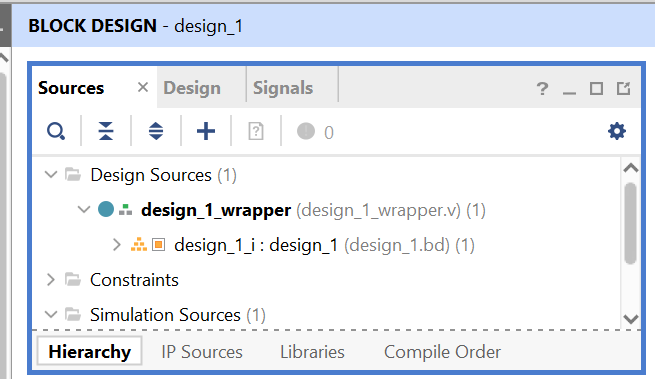 BLOCK DESIGN - design_1
Sources × Design Signals ?
? 0
Design Sources (1)
design_1_wrapper (design_1_wrapper.v) (1)
design_1_i : design_1 (design_1.bd) (1)
Constraints
Simulation Sources (1)
Hierarchy IP Sources Libraries Compile Order